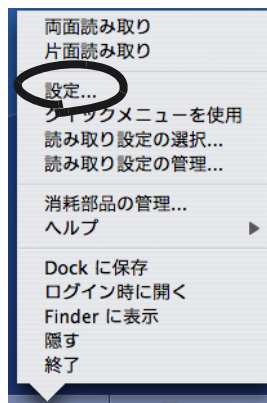 両面読み取り
片面読み取り
設定...
クイックメニューを使用
読み取り設定の選択...
読み取り設定の管理...
消耗部品の管理...
ヘルプ
Dock に保存
ログイン時に開く
Finder に表示
隠す
終了